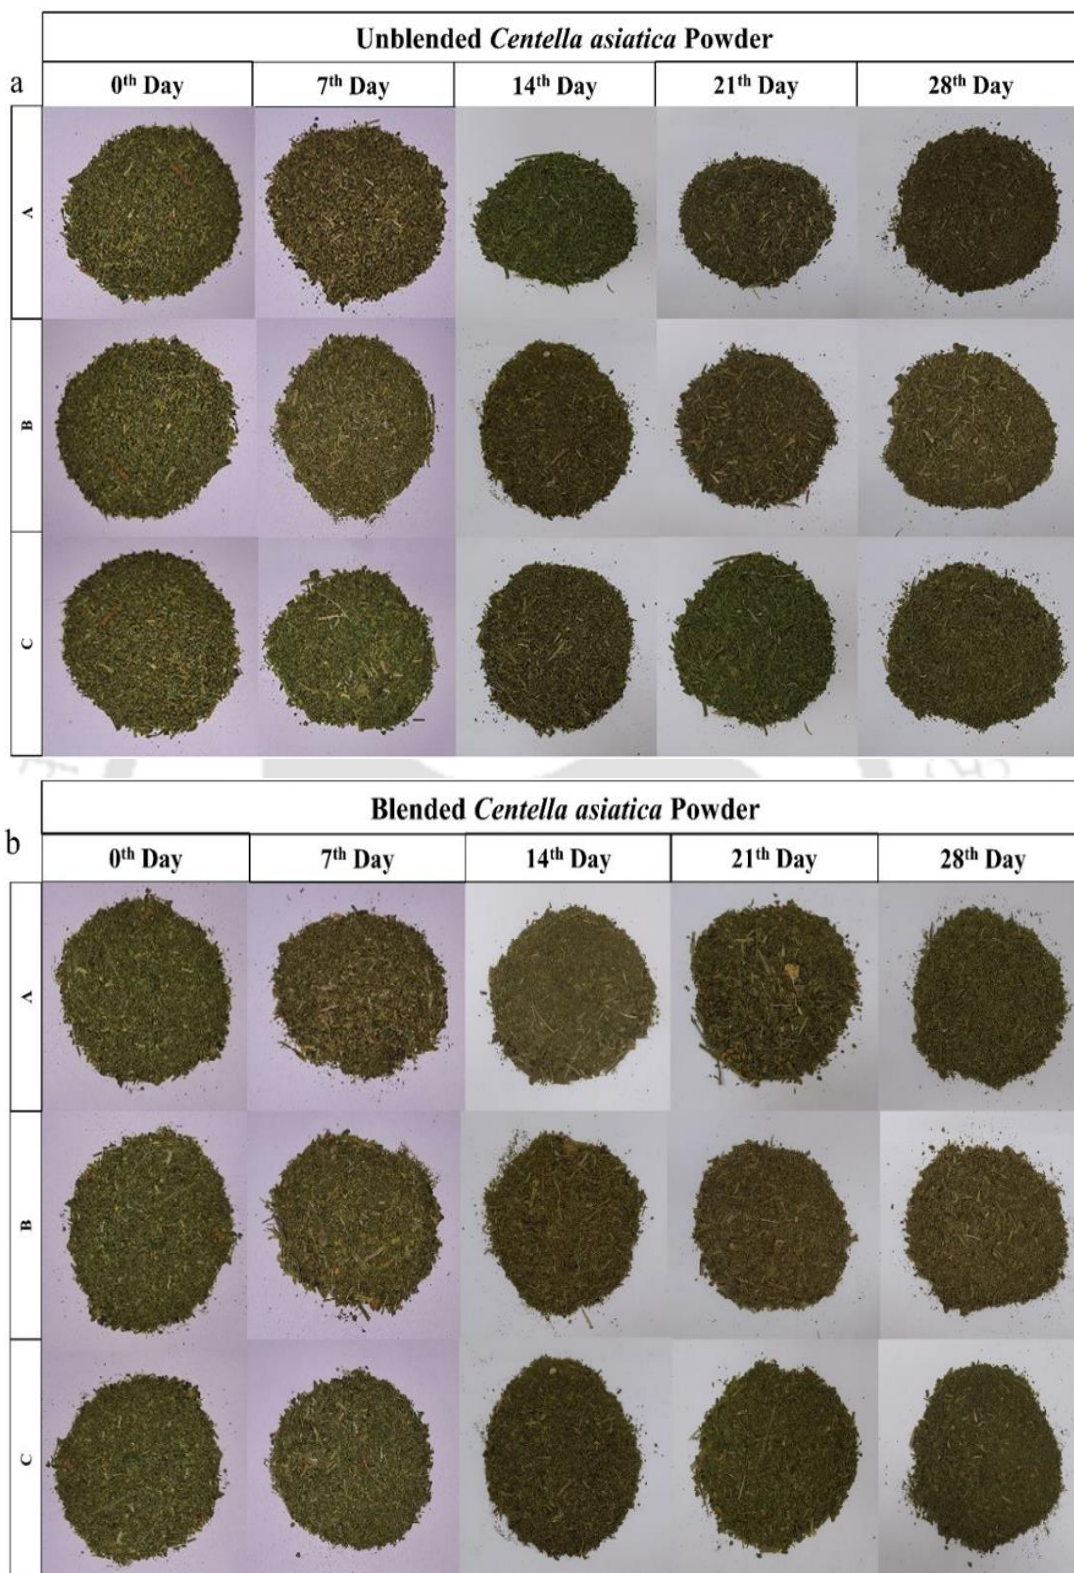 Unblended Centella asiatica Powder
a
0th Day 7th Day 14th Day 21th Day 28th Day
A
B
C
Blended Centella asiatica Powder
b
0th Day 7th Day 14th Day 21th Day 28th Day
A
B
C